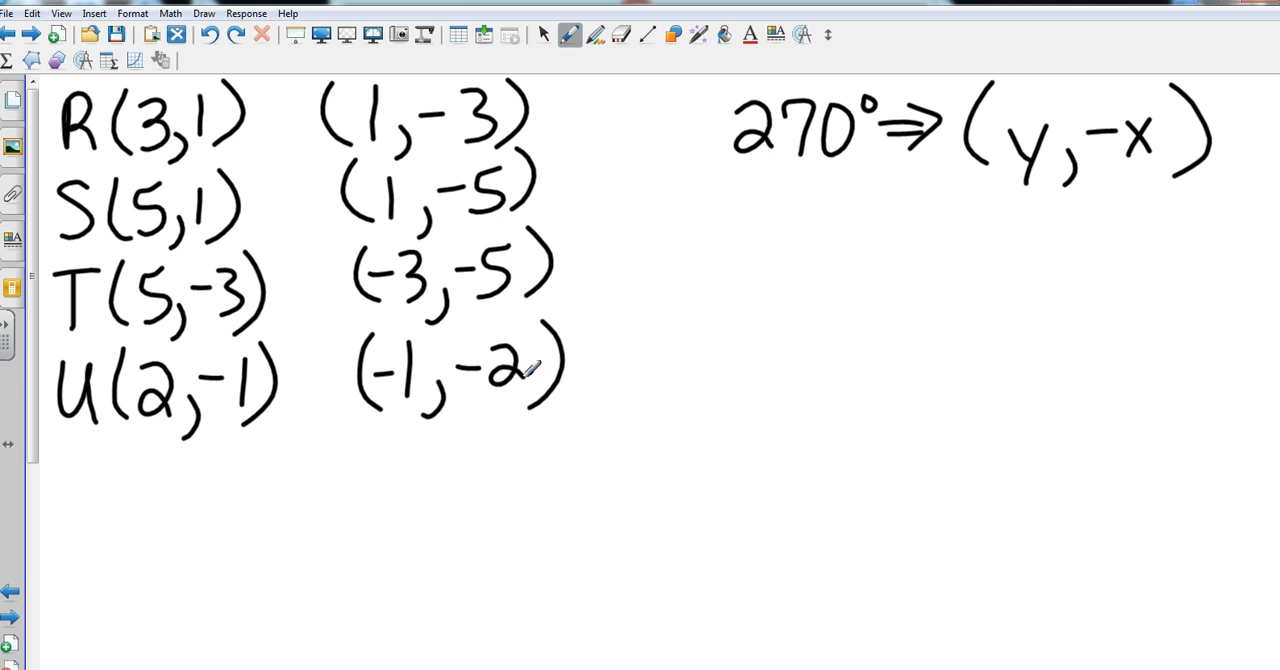 File Edit View Insert Format Math Draw Response Help
R(3,1) (1,-3) 270°⇒(y,-x)
S(5,1) (1,-5)
T(5,-3) (-3,-5)
U(2,-1) (-1,-2)